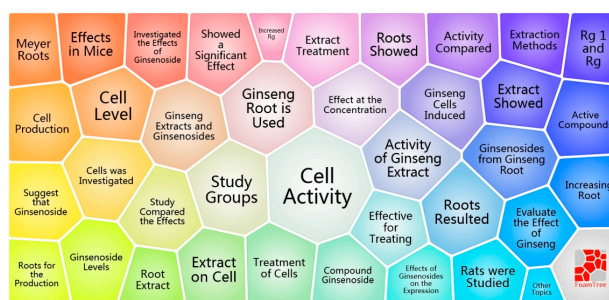 Meyer
Roots
Effects
in Mice
Investigated
the Effects
of
Ginsenoside
Showed a
Significant
Effect
Increased
Rg
Extract
Treatment
Roots
Showed
Activity
Compared
Extraction
Methods
Rg 1
and
Rg
Cell
Production
Cell
Level
Ginseng
Extracts and
Ginsenosides
Ginseng
Root is
Used
Effect at the
Concentration
Ginseng
Cells
Induced
Extract
Showed
Active
Compound
Suggest
that
Ginsenoside
Cells was
Investigated
Study
Compared
the Effects
Study
Groups
Cell
Activity
Activity
of Ginseng
Extract
Ginsenosides
from Ginseng
Root
Increasing
Root
Effective
for
Treating
Roots
Resulted
Evaluate
the Effect
of
Ginseng
Roots for
the
Production
Ginsenoside
Levels
Root
Extract
Extract
on Cell
Treatment
of Cells
Compound
Ginsenoside
Effects of
Ginsenosides
on the
Expression
Rats were
Studied
Other
Topics
FoamTree